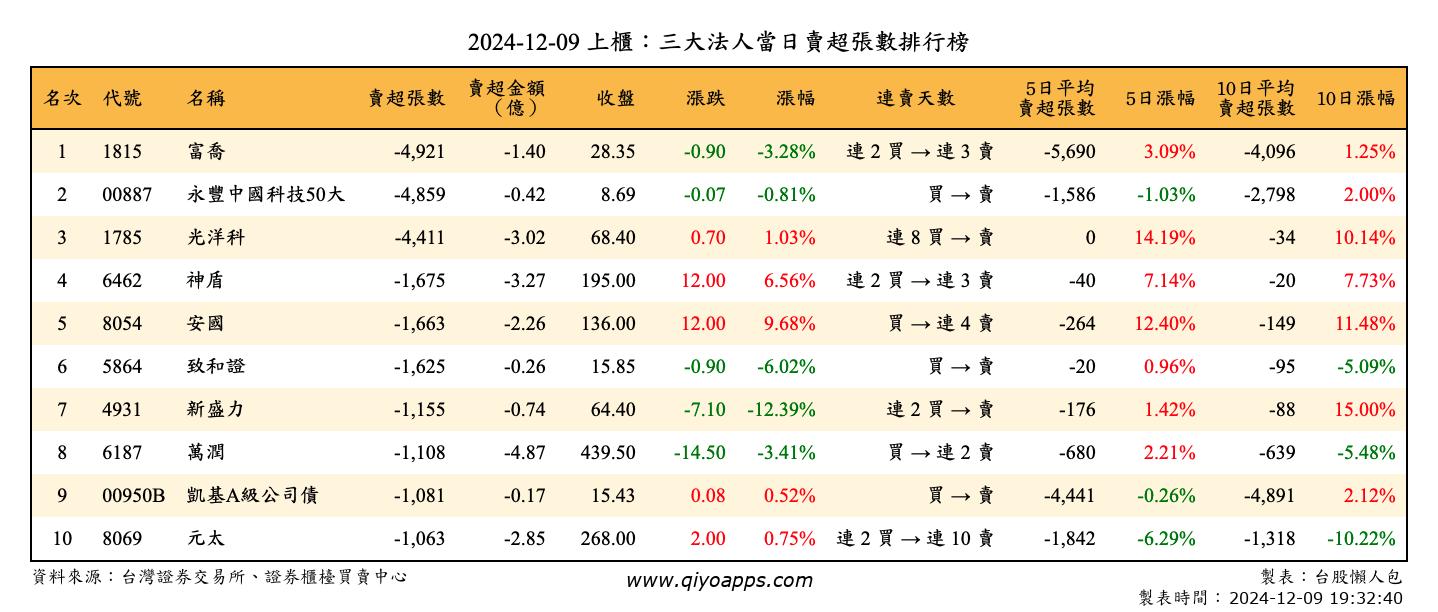 2024-12-09 上櫃：三大法人當日賣超張數排行榜
名次 代號 名稱 賣超張數 賣超金額（億） 收盤 漲跌 漲幅 連賣天數 5日平均賣超張數 5日漲幅 10日平均賣超張數 10日漲幅
1 1815 富喬 -4,921 -1.40 28.35 -0.90 -3.28% 連 2 買 → 連 3 賣 -5,690 3.09% -4,096 1.25%
2 00887 永豐中國科技50大 -4,859 -0.42 8.69 -0.07 -0.81% 買 → 賣 -1,586 -1.03% -2,798 2.00%
3 1785 光洋科 -4,411 -3.02 68.40 0.70 1.03% 連 8 買 → 賣 0 14.19% -34 10.14%
4 6462 神盾 -1,675 -3.27 195.00 12.00 6.56% 連 2 買 → 連 3 賣 -40 7.14% -20 7.73%
5 8054 安國 -1,663 -2.26 136.00 12.00 9.68% 買 → 連 4 賣 -264 12.40% -149 11.48%
6 5864 致和證 -1,625 -0.26 15.85 -0.90 -6.02% 買 → 賣 -20 0.96% -95 -5.09%
7 4931 新盛力 -1,155 -0.74 64.40 -7.10 -12.39% 連 2 買 → 賣 -176 1.42% -88 15.00%
8 6187 萬潤 -1,108 -4.87 439.50 -14.50 -3.41% 買 → 連 2 賣 -680 2.21% -639 -5.48%
9 00950B 凱基A級公司債 -1,081 -0.17 15.43 0.08 0.52% 買 → 賣 -4,441 -0.26% -4,891 2.12%
10 8069 元太 -1,063 -2.85 268.00 2.00 0.75% 連 2 買 → 連 10 賣 -1,842 -6.29% -1,318 -10.22%
資料來源：台灣證券交易所、證券櫃檯買賣中心
www.qiyoapps.com
製表：台股懶人包
製表時間：2024-12-09 19:32:40